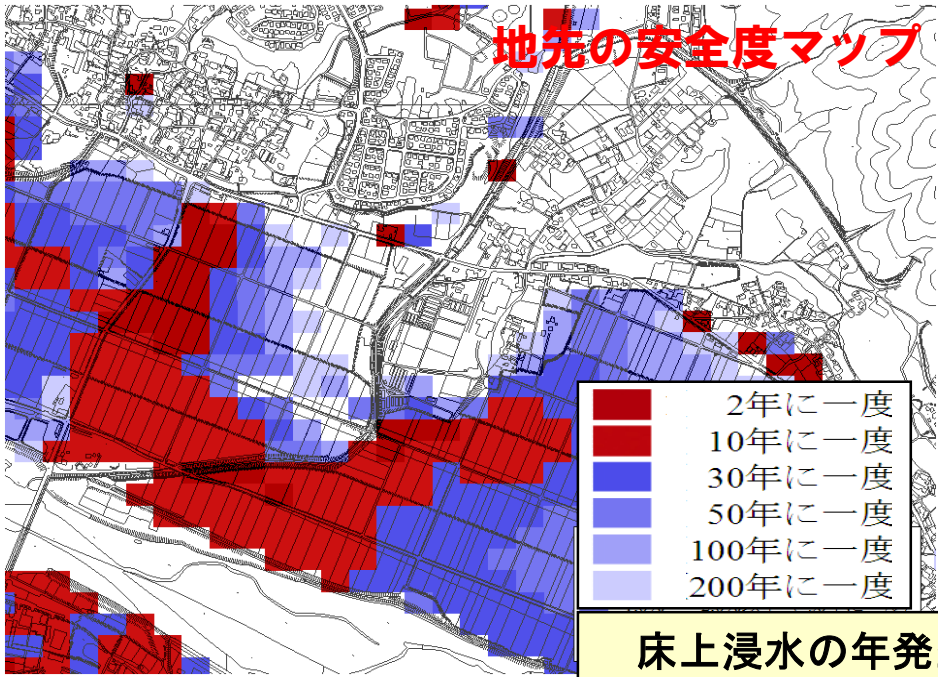 地先の安全度マップ
2年に一度
10年に一度
30年に一度
50年に一度
100年に一度
200年に一度
床上浸水の年発